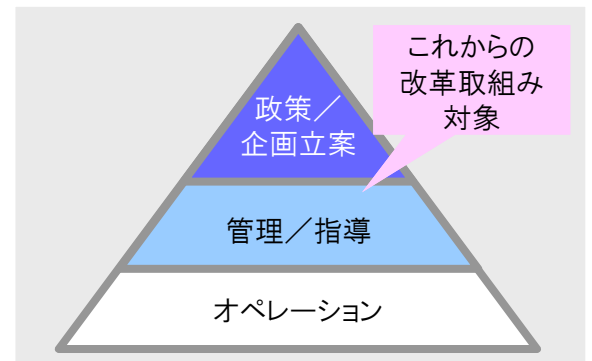 これからの
改革取組み
対象
政策／
企画立案
管理／指導
オペレーション